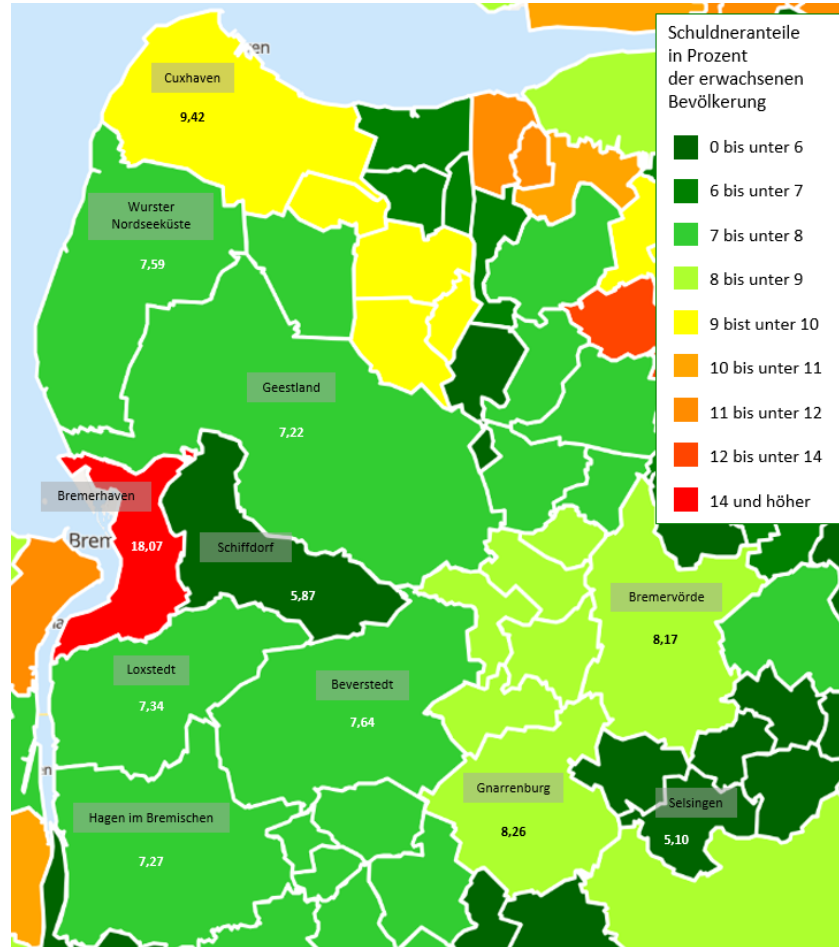 Schuldneranteile
in Prozent
der erwachsenen
Bevölkerung
0 bis unter 6
6 bis unter 7
7 bis unter 8
8 bis unter 9
9 bist unter 10
10 bis unter 11
11 bis unter 12
12 bis unter 14
14 und höher
Cuxhaven
9,42
Wurster
Nordseeküste
7,59
Geestland
7,22
Bremerhaven
Brem
18,07
Schiffdorf
5,87
Bremervörde
8,17
Loxstedt
7,34
Beverstedt
7,64
Gnarrenburg
8,26
Selsingen
5,10
Hagen im Bremischen
7,27